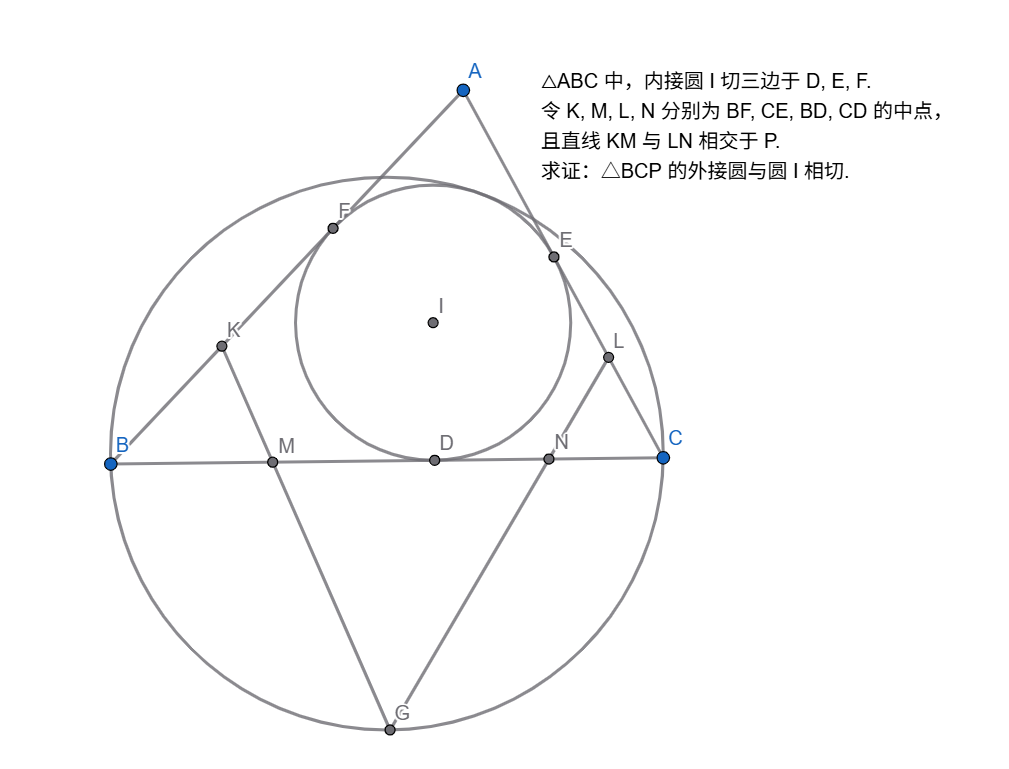 A
△ABC 中，内接圆 I 切三边于 D, E, F.
令 K, M, L, N 分别为 BF, CE, BD, CD 的中点，
且直线 KM 与 LN 相交于 P.
求证：△BCP 的外接圆与圆 I 相切.
F
E
I
K
L
B
M
D
N
C
G